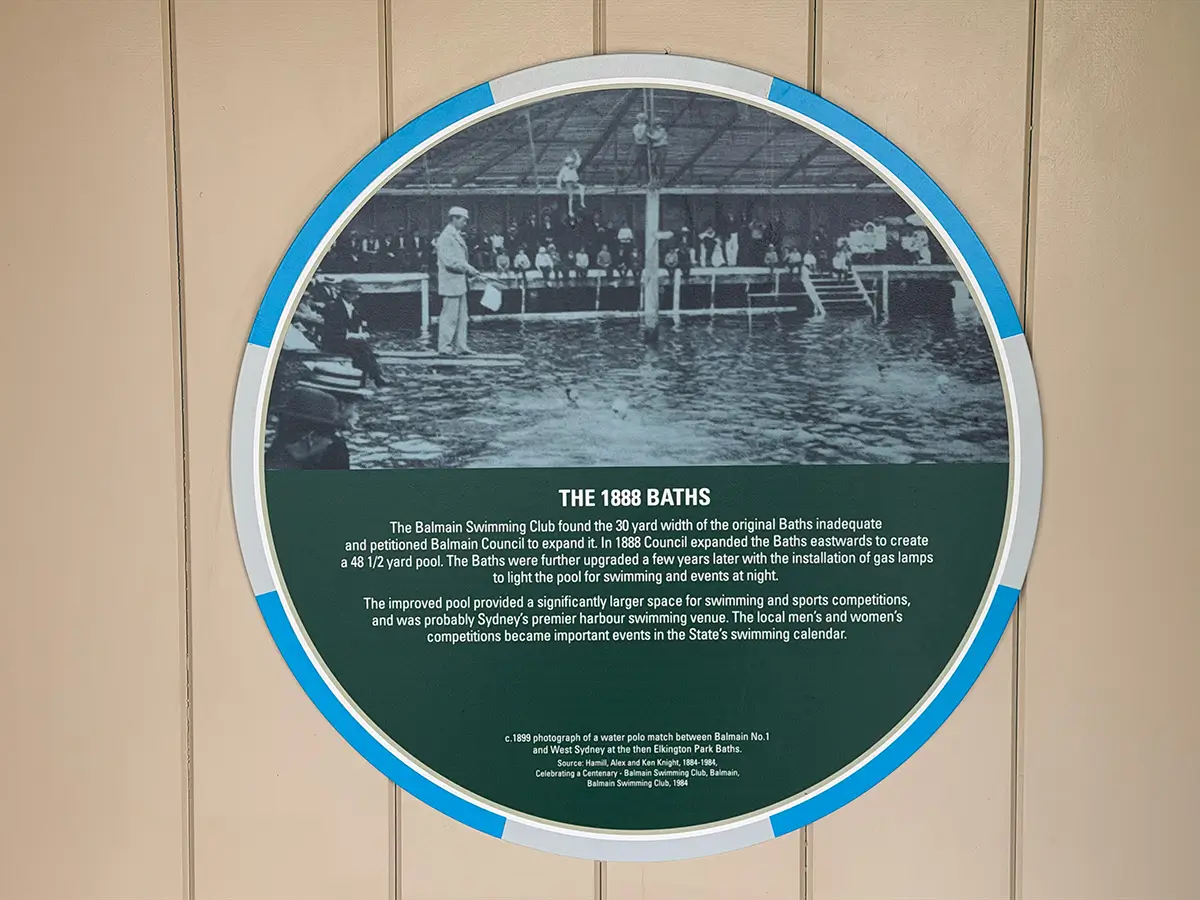 THE 1888 BATHS
The Balmain Swimming Club found the 30 yard width of the original Baths inadequate
and petitioned Balmain Council to expand it. In 1888 Council expanded the Baths eastwards to create
a 48 1/2 yard pool. The Baths were further upgraded a few years later with the installation of gas lamps
to light the pool for swimming and events at night.
The improved pool provided a significantly larger space for swimming and sports competitions,
and was probably Sydney's premier harbour swimming venue. The local men's and women's
competitions became important events in the State's swimming calendar.
c.1899 photograph of a water polo match between Balmain No.1
and West Sydney at the then Elkington Park Baths.
Source: Hamill, Alex and Ken Knight, 1884-1984,
Celebrating a Centenary - Balmain Swimming Club, Balmain,
Balmain Swimming Club, 1984